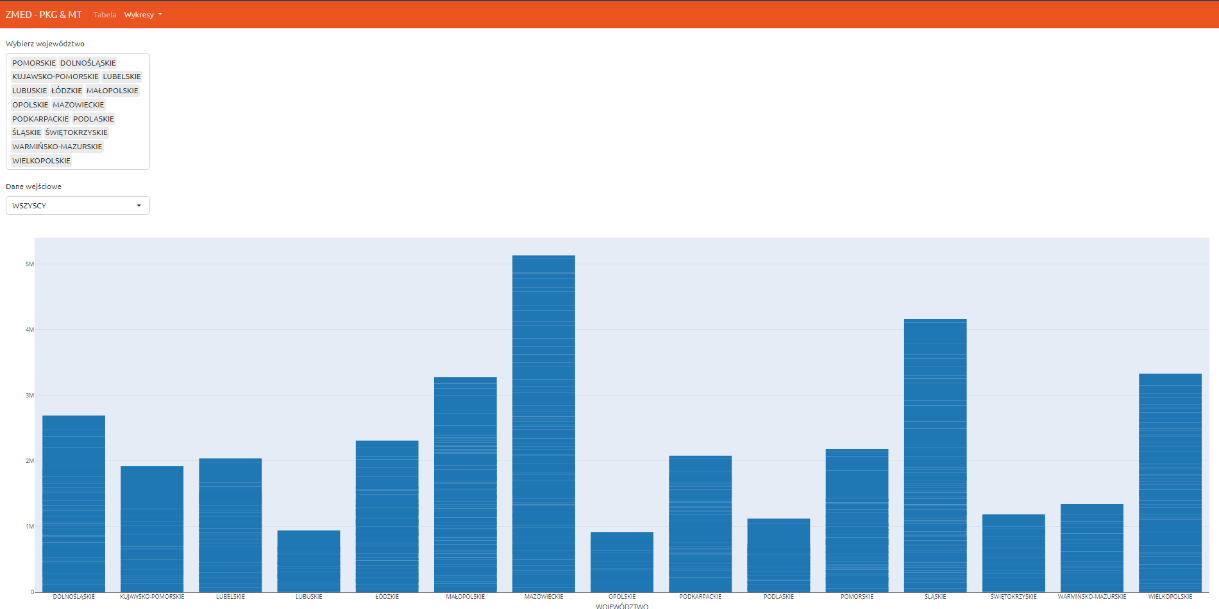 ZMED - PKG & MT Tabela Wykresy
Wybierz województwo
POMORSKIE DOLNOŚLĄSKIE
KUJAWSKO-POMORSKIE LUBELSKIE
LUBUSKIE ŁÓDZKIE MAŁOPOLSKIE
OPOLSKIE MAZOWIECKIE
PODKARPACKIE PODLASKIE
ŚLĄSKIE ŚWIĘTOKRZYSKIE
WARMIŃSKO-MAZURSKIE
WIELKOPOLSKIE
Dane wejściowe
WSZYSCY
5M
4M
3M
2M
1M
0
DOLNOŚLĄSKIE KUJAWSKO-POMORSKIE LUBELSKIE LUBUSKIE ŁÓDZKIE MAŁOPOLSKIE MAZOWIECKIE OPOLSKIE PODKARPACKIE PODLASKIE POMORSKIE ŚLĄSKIE ŚWIĘTOKRZYSKIE WARMIŃSKO-MAZURSKIE WIELKOPOLSKIE
WOJEWÓDZTWO